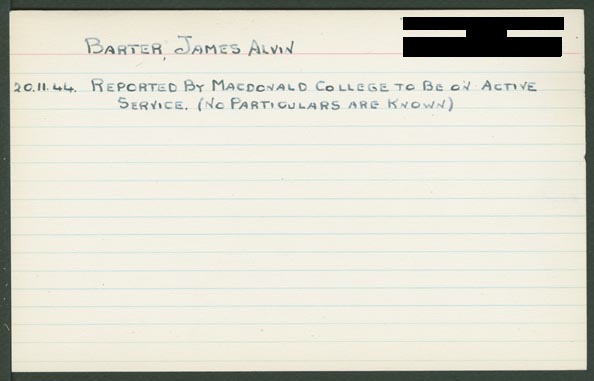 BARTER, JAMES ALVIN
20.11.44. REPORTED BY MACDONALD COLLEGE TO BE ON ACTIVE
SERVICE. (NO PARTICULARS ARE KNOWN)